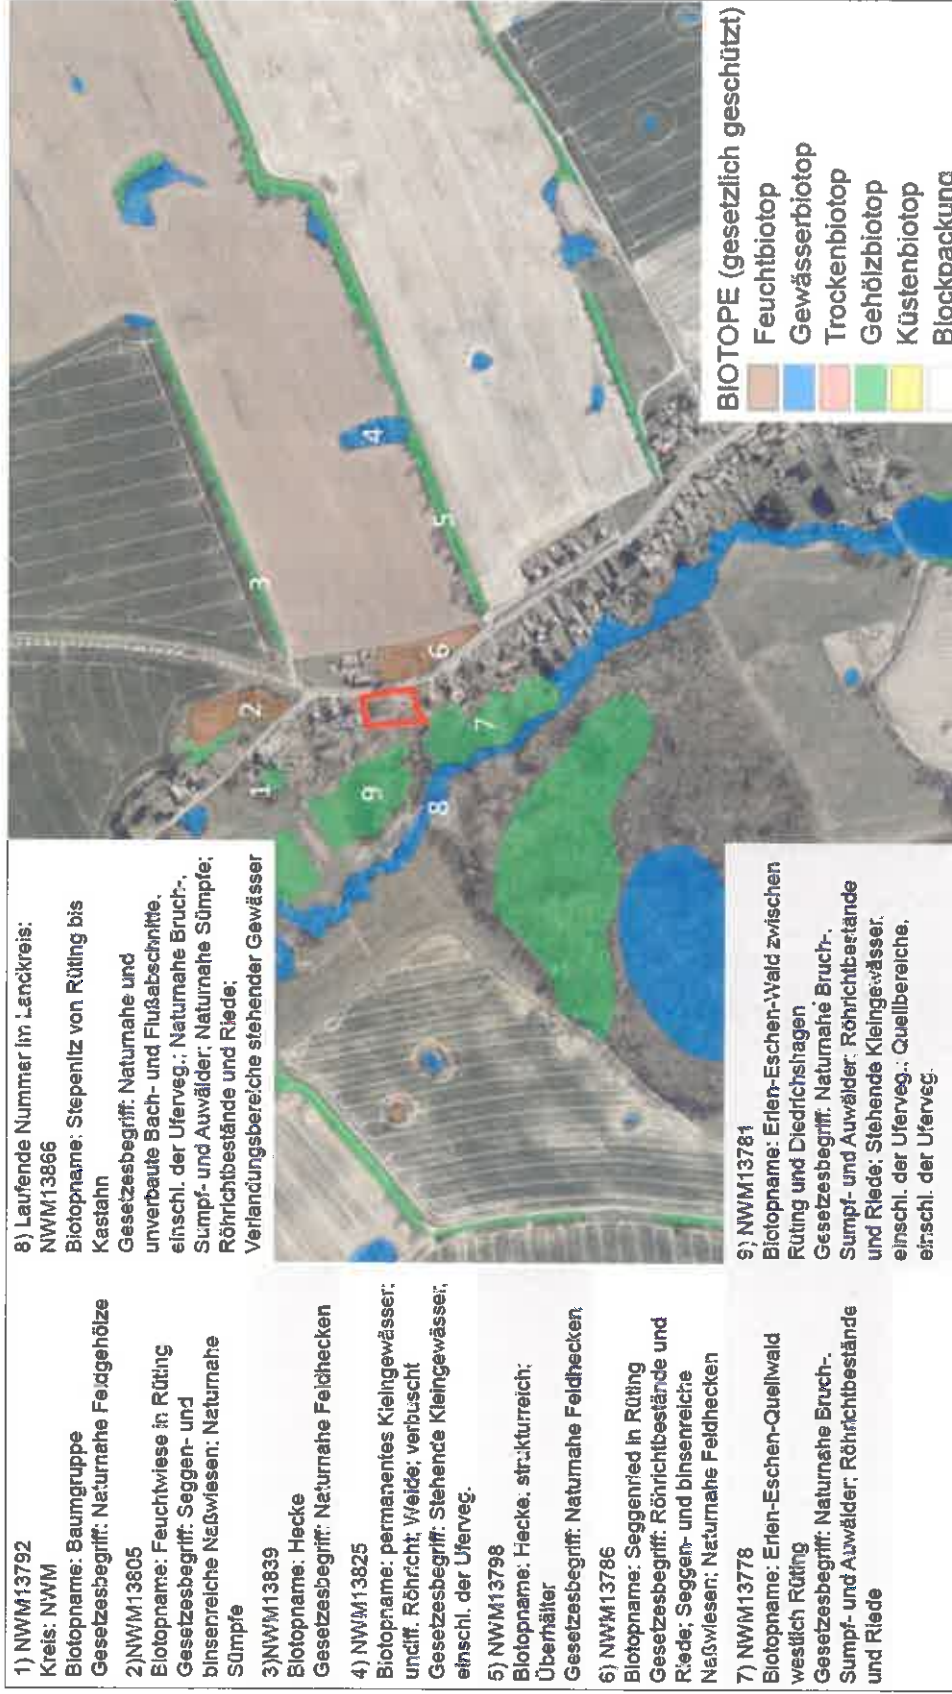 1) NWM13792
Kreis: NWM
Biotopname: Baumgruppe
Gesetzesbegriff: Naturnahe Feldgehölze
2)NWM13805
Biotopname: Feuchtwiese in Rüting
Gesetzesbegriff: Seggen- und
binsenreiche Naßwiesen; Naturnahe
Sümpfe
3)NWM13839
Biotopname: Hecke
Gesetzesbegriff: Naturnahe Feldhecken
4) NWM13825
Biotopname: permanentes Kleingewässer;
undiff. Röhricht; Weide; verbuscht
Gesetzesbegriff: Stehende Kleingewässer,
einschl. der Uferveg.
5) NWM13798
Biotopname: Hecke; strukturreich;
Überhälter
Gesetzesbegriff: Naturnahe Feldhecken
6) NWM13786
Biotopname: Seggenried in Rüting
Gesetzesbegriff: Röhrichtbestände und
Riede; Seggen- und binsenreiche
Naßwiesen; Naturnahe Feldhecken
7) NWM13778
Biotopname: Erlen-Eschen-Quellwald
westlich Rüting
Gesetzesbegriff: Naturnahe Bruch-,
Sumpf- und Auwälder; Röhrichtbestände
und Riede
8) Laufende Nummer im Landkreis:
NWM13866
Biotopname: Stepenitz von Rüting bis
Kastahn
Gesetzesbegriff: Naturnahe und
unverbaute Bach- und Flußabschnitte,
einschl. der Uferveg.; Naturnahe Bruch-,
Sumpf- und Auwälder; Naturnahe Sümpfe;
Röhrichtbestände und Riede;
Verlandungsbereiche stehender Gewässer
9) NWM13781
Biotopname: Erlen-Eschen-Wald zwischen
Rüting und Diedrichshagen
Gesetzesbegriff: Naturnahe Bruch-,
Sumpf- und Auwälder; Röhrichtbestände
und Riede; Stehende Kleingewässer,
einschl. der Uferveg.; Quellbereiche,
einschl. der Uferveg.
1
2
3
4
5
6
7
8
9
BIOTOPE (gesetzlich geschützt)
Feuchtbiotop
Gewässerbiotop
Trockenbiotop
Gehölzbiotop
Küstenbiotop
Blockpackung